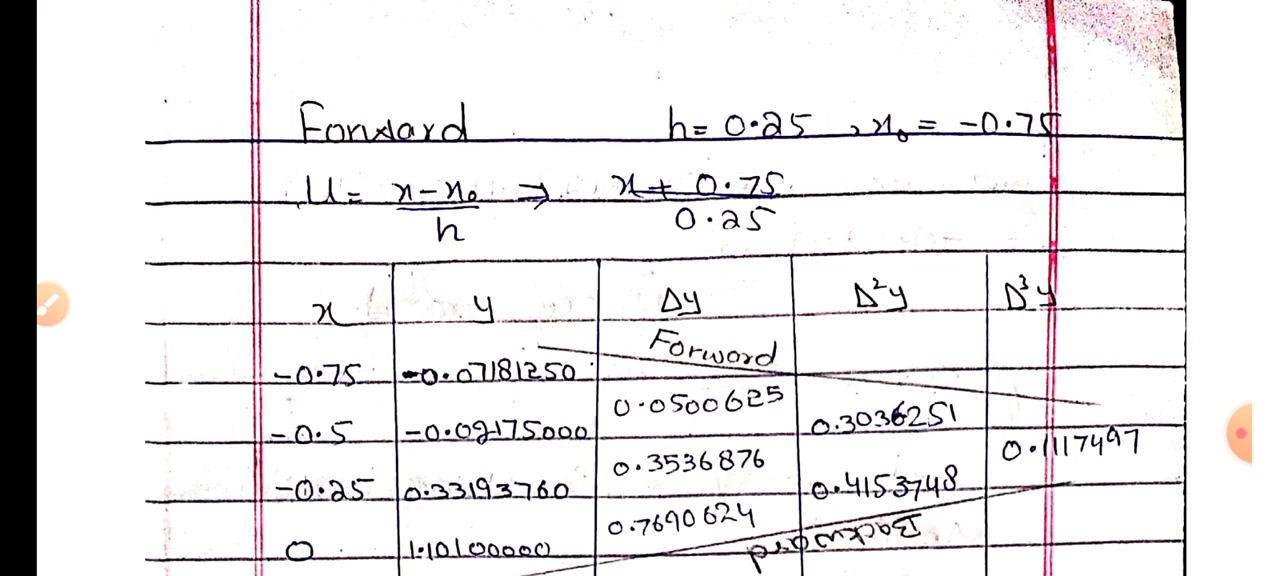 Forward h= 0.25 , x₀ = -0.75
U= x-x₀/h ⇒ x+0.75/0.25
x y Δy Δ²y Δ³y
Forward
-0.75 -0.07181250
0.0500625
-0.5 -0.02175000 0.3036251
0.3536876 0.1117497
-0.25 0.33193760 0.4153748
0.7690624
0 1.10100000 Backward